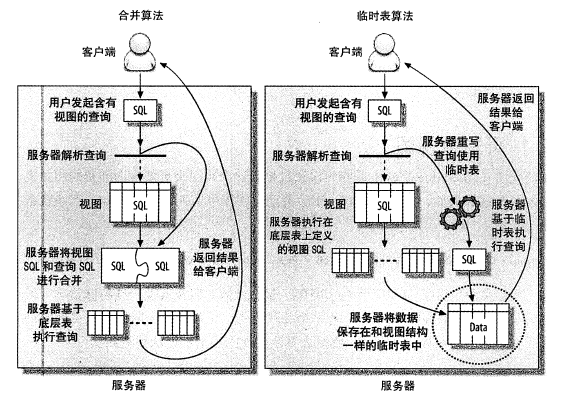 合并算法
客户端
用户发起含有
视图的查询
SQL
服务器解析查询
视图
SQL
服务器将视图
SQL 和查询 SQL
进行合并
SQL
SQL
服务器
返回结果
给客户端
服务器基于
底层表
执行查询
服务器
临时表算法
客户端
用户发起含有
视图的查询
SQL
服务器返回
结果给
客户端
服务器解析查询
服务器重写
查询使用
临时表
视图
SQL
服务器
基于临
时表执
行查询
服务器执行在
底层表上定义
的视图 SQL
SQL
服务器将数据
保存在和视图结构
一样的临时表中
Data
服务器